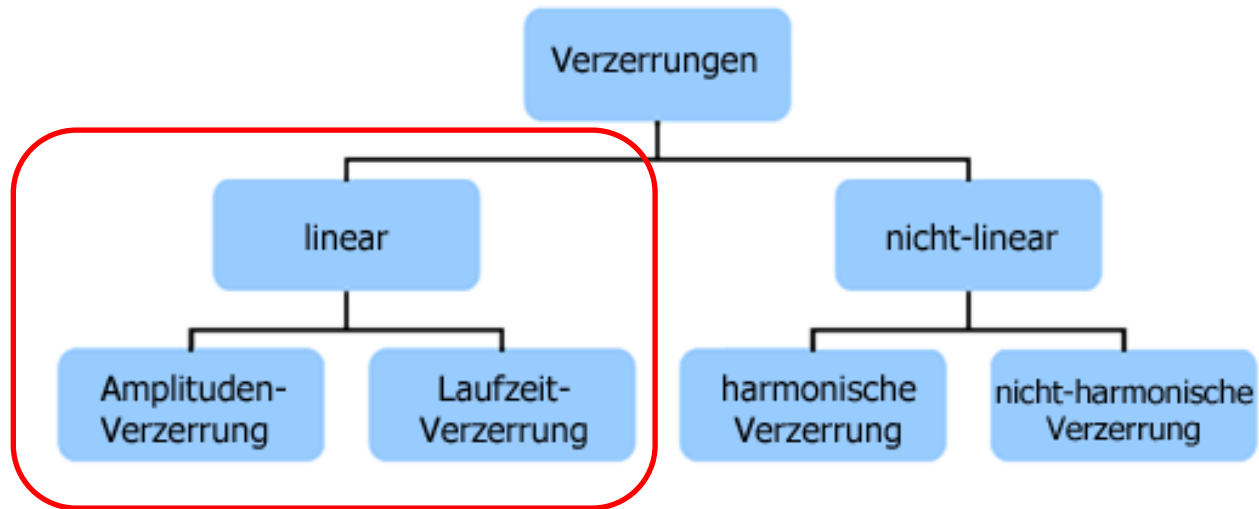 Verzerrungen
linear
nicht-linear
Amplituden-
Verzerrung
Laufzeit-
Verzerrung
harmonische
Verzerrung
nicht-harmonische
Verzerrung